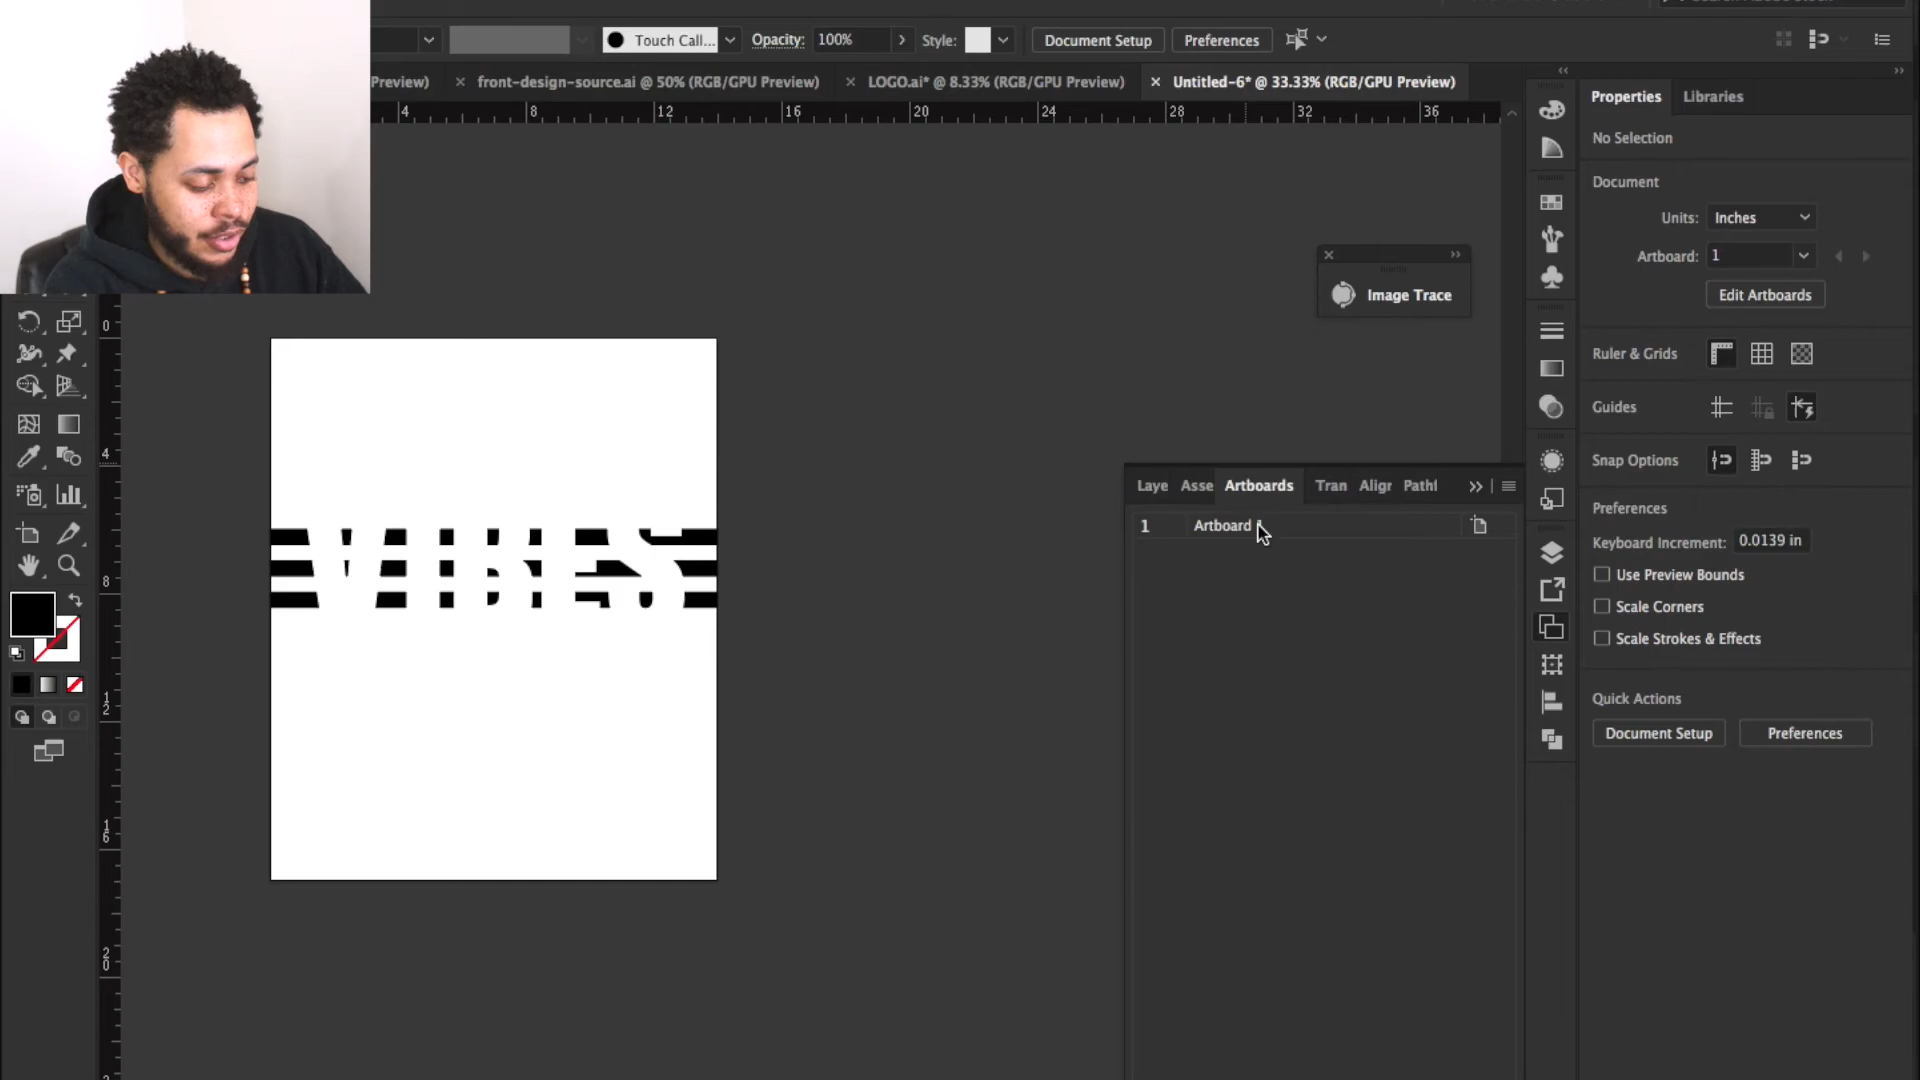 Touch Call...
Opacity:
100%
Style:
Document Setup
Preferences
Preview)
front-design-source.ai @ 50% (RGB/GPU Preview)
LOGO.ai* @ 8.33% (RGB/GPU Preview)
Untitled-6* @ 33.33% (RGB/GPU Preview)
4 8 12 16 20 24 28 32 36
Properties
Libraries
No Selection
Document
Units:
Inches
Artboard:
1
Edit Artboards
Image Trace
Ruler & Grids
Guides
Snap Options
Laye
Asse
Artboards
Tran
Align
Pathf
1
Artboard
Preferences
Keyboard Increment:
0.0139 in
Use Preview Bounds
Scale Corners
Scale Strokes & Effects
Quick Actions
Document Setup
Preferences
VIBES
0
4
8
12
16
20